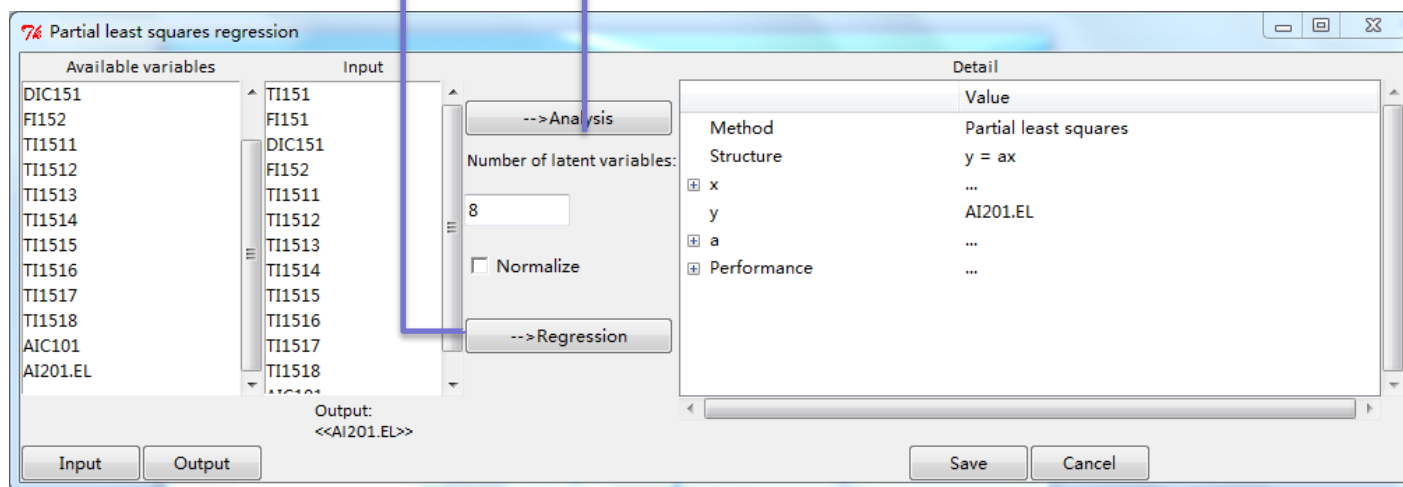 Partial least squares regression
Available variables
Input
Detail
DIC151
FI152
TI1511
TI1512
TI1513
TI1514
TI1515
TI1516
TI1517
TI1518
AIC101
AI201.EL
TI151
FI151
DIC151
FI152
TI1511
TI1512
TI1513
TI1514
TI1515
TI1516
TI1517
TI1518
AIC101
Output:
<<AI201.EL>>
-->Analysis
Number of latent variables:
8
Normalize
-->Regression
Value
Method Partial least squares
Structure y = ax
x ...
y AI201.EL
a ...
Performance ...
Input
Output
Save
Cancel